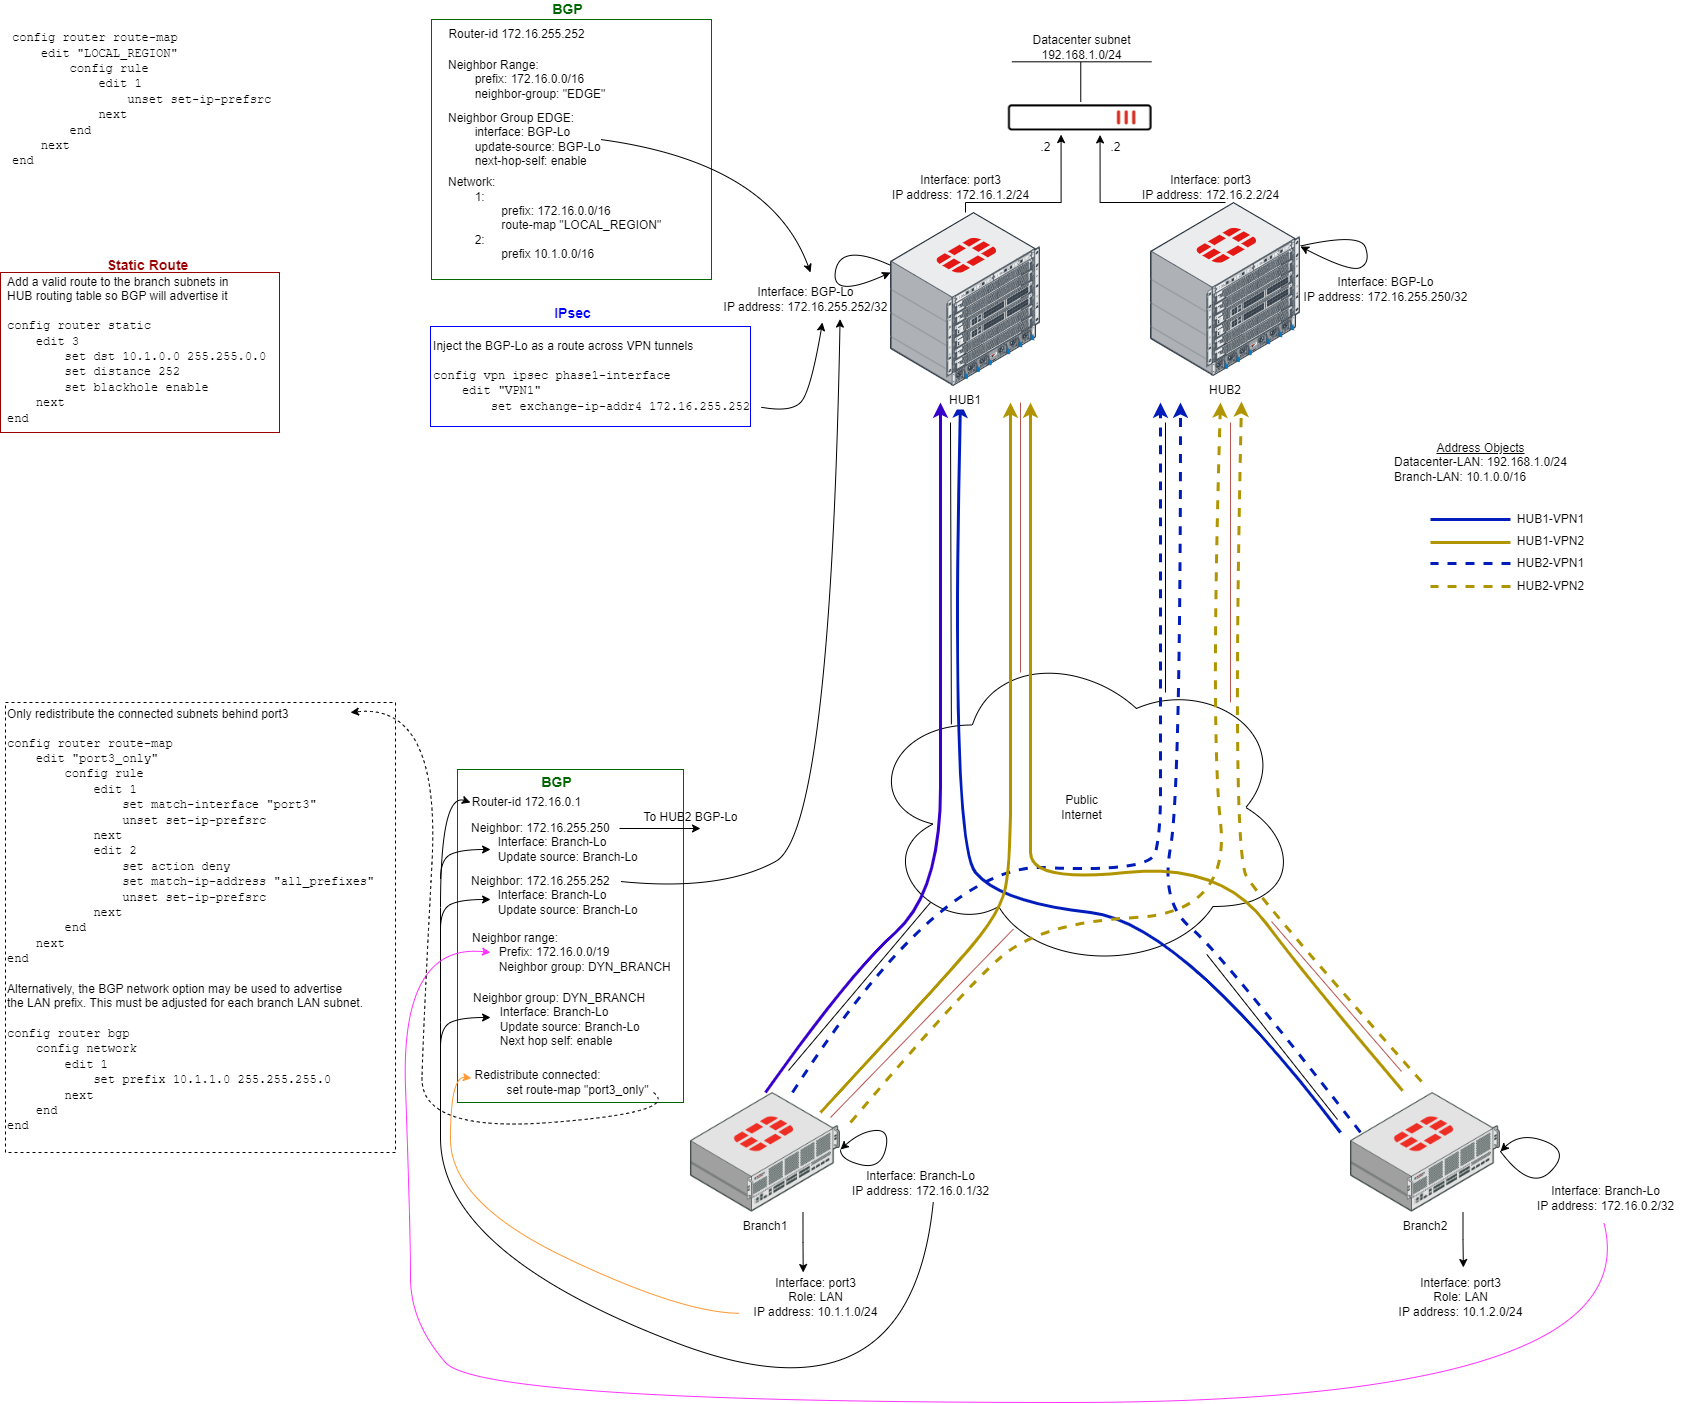 config router route-map
edit "LOCAL_REGION"
config rule
edit 1
unset set-ip-prefsrc
next
end
next
end
BGP
Router-id 172.16.255.252
Neighbor Range:
prefix: 172.16.0.0/16
neighbor-group: "EDGE"
Neighbor Group EDGE:
interface: BGP-Lo
update-source: BGP-Lo
next-hop-self: enable
Network:
1:
prefix: 172.16.0.0/16
route-map "LOCAL_REGION"
2:
prefix 10.1.0.0/16
Datacenter subnet
192.168.1.0/24
.2
.2
Interface: port3
IP address: 172.16.1.2/24
Interface: port3
IP address: 172.16.2.2/24
Interface: BGP-Lo
IP address: 172.16.255.252/32
Interface: BGP-Lo
IP address: 172.16.255.250/32
HUB1
HUB2
Static Route
Add a valid route to the branch subnets in
HUB routing table so BGP will advertise it
config router static
edit 3
set dst 10.1.0.0 255.255.0.0
set distance 252
set blackhole enable
next
end
IPsec
Inject the BGP-Lo as a route across VPN tunnels
config vpn ipsec phase1-interface
edit "VPN1"
set exchange-ip-addr4 172.16.255.252
Address Objects
Datacenter-LAN: 192.168.1.0/24
Branch-LAN: 10.1.0.0/16
HUB1-VPN1
HUB1-VPN2
HUB2-VPN1
HUB2-VPN2
Only redistribute the connected subnets behind port3
config router route-map
edit "port3_only"
config rule
edit 1
set match-interface "port3"
unset set-ip-prefsrc
next
edit 2
set action deny
set match-ip-address "all_prefixes"
unset set-ip-prefsrc
next
end
next
end
Alternatively, the BGP network option may be used to advertise
the LAN prefix. This must be adjusted for each branch LAN subnet.
config router bgp
config network
edit 1
set prefix 10.1.1.0 255.255.255.0
next
end
end
BGP
Router-id 172.16.0.1
Neighbor: 172.16.255.250
Interface: Branch-Lo
Update source: Branch-Lo
To HUB2 BGP-Lo
Neighbor: 172.16.255.252
Interface: Branch-Lo
Update source: Branch-Lo
Neighbor range:
Prefix: 172.16.0.0/19
Neighbor group: DYN_BRANCH
Neighbor group: DYN_BRANCH
Interface: Branch-Lo
Update source: Branch-Lo
Next hop self: enable
Redistribute connected:
set route-map "port3_only"
Public
Internet
Interface: Branch-Lo
IP address: 172.16.0.1/32
Branch1
Interface: port3
Role: LAN
IP address: 10.1.1.0/24
Interface: Branch-Lo
IP address: 172.16.0.2/32
Branch2
Interface: port3
Role: LAN
IP address: 10.1.2.0/24